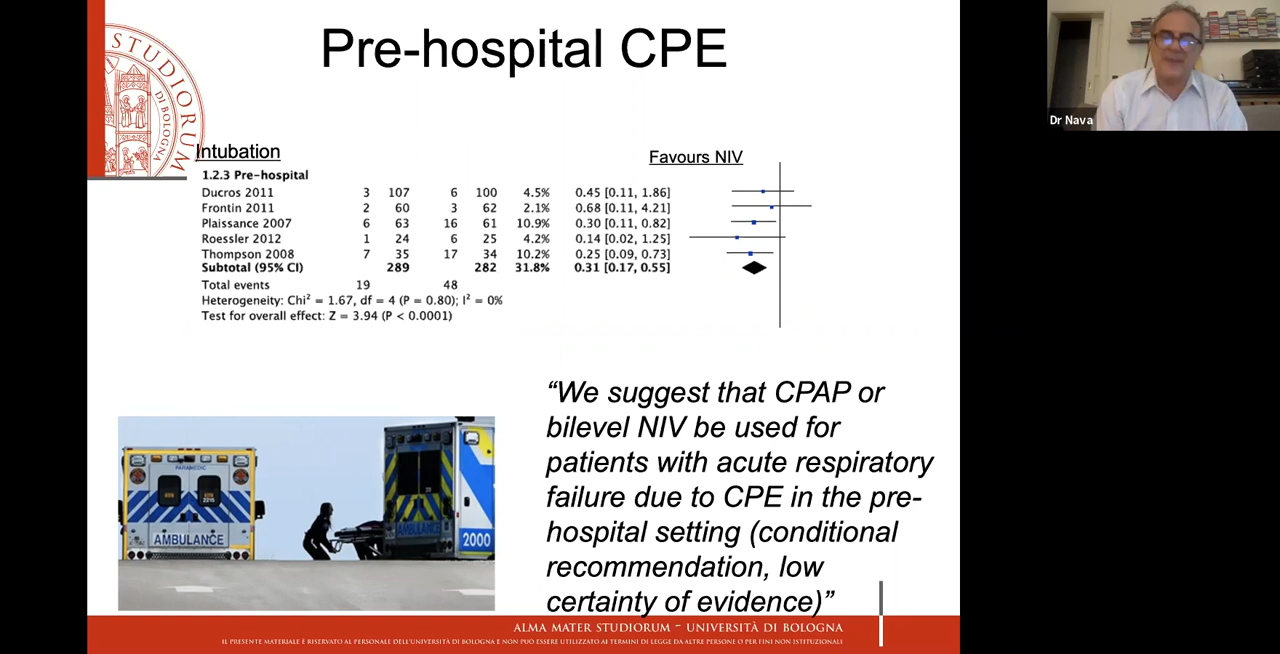 Pre-hospital CPE
STUDIORUM
DI BOLOGNA
Dr Nava
Intubation
Favours NIV
1.2.3 Pre-hospital
Ducros 2011 3 107 6 100 4.5% 0.45 [0.11, 1.86]
Frontin 2011 2 60 3 62 2.1% 0.68 [0.11, 4.21]
Plaissance 2007 6 63 16 61 10.9% 0.30 [0.11, 0.82]
Roessler 2012 1 24 6 25 4.2% 0.14 [0.02, 1.25]
Thompson 2008 7 35 17 34 10.2% 0.25 [0.09, 0.73]
Subtotal (95% CI) 289 282 31.8% 0.31 [0.17, 0.55]
Total events 19 48
Heterogeneity: Chi² = 1.67, df = 4 (P = 0.80); I² = 0%
Test for overall effect: Z = 3.94 (P < 0.0001)
“We suggest that CPAP or
bilevel NIV be used for
patients with acute respiratory
failure due to CPE in the pre-
hospital setting (conditional
recommendation, low
certainty of evidence)”
PARAMEDIC
AMBULANCE
AMBULANCE
2000
ALMA MATER STUDIORUM ~ UNIVERSITÀ DI BOLOGNA
IL PRESENTE MATERIALE È RISERVATO AL PERSONALE DELL'UNIVERSITÀ DI BOLOGNA E NON PUÒ ESSERE UTILIZZATO AI TERMINI DI LEGGE DA ALTRE PERSONE O PER FINI NON ISTITUZIONALI